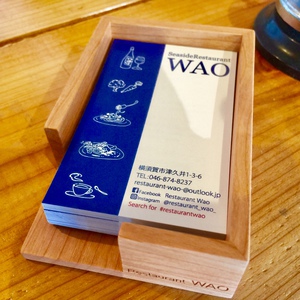 SeasideRestaurant
WAO
横須賀市津久井1-3-6
TEL:046-874-8237
restaurant-wao-@outlook.jp
Facebook Restaurant Wao
Instagram @restaurant_wao_
Search for #restaurantwao
Restaurant WAO